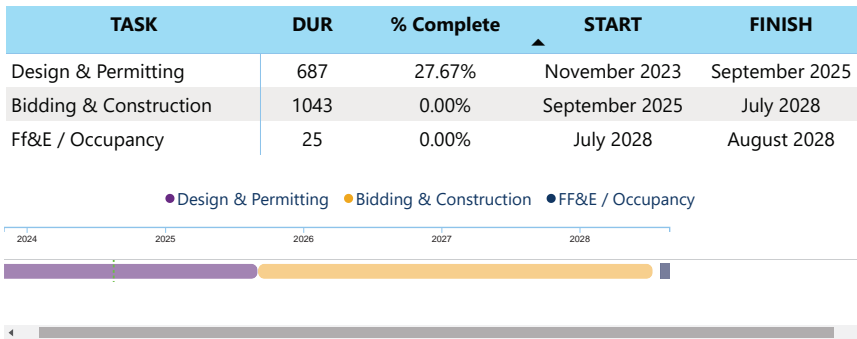 TASK DUR % Complete START FINISH
Design & Permitting 687 27.67% November 2023 September 2025
Bidding & Construction 1043 0.00% September 2025 July 2028
Ff&E / Occupancy 25 0.00% July 2028 August 2028
Design & Permitting Bidding & Construction FF&E / Occupancy
2024 2025 2026 2027 2028